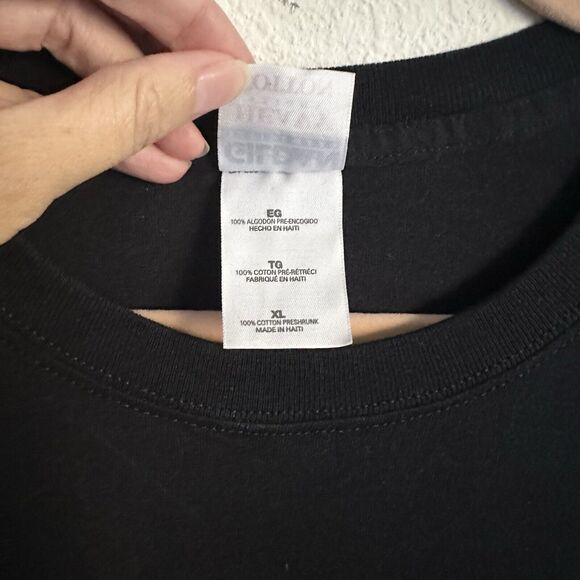 EG
100% ALGODON PRE-ENCOGIDO
HECHO EN HAITI
TG
100% COTON PRÉ-RÉTRÉCI
FABRIQUÉ EN HAITI
XL
100% COTTON PRESHRUNK
MADE IN HAITI